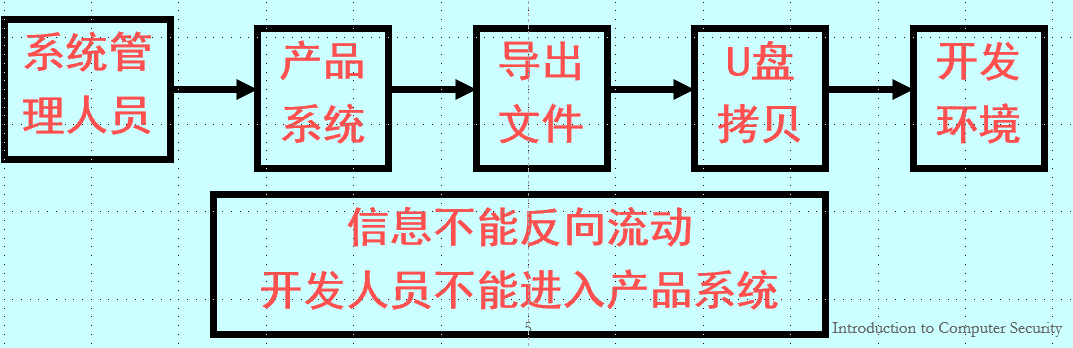 系统管
理人员
产品
系统
导出
文件
U盘
拷贝
开发
环境
信息不能反向流动
开发人员不能进入产品系统
5
Introduction to Computer Security